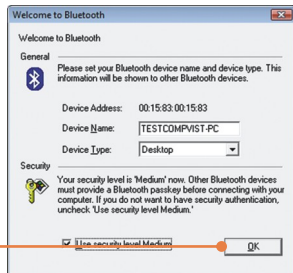 Welcome to Bluetooth
Welcome to Bluetooth
General
Please set your Bluetooth device name and device type. This
information will be shown to other Bluetooth devices.
Device Address: 00:15:83:00:15:83
Device Name: TESTCOMPVIST-PC
Device Type: Desktop
Security
Your security level is 'Medium' now. Other Bluetooth devices
must provide a Bluetooth passkey before connecting with your
computer. If you do not want to have security authentication,
uncheck 'Use security level Medium.'
Use security level Medium
OK